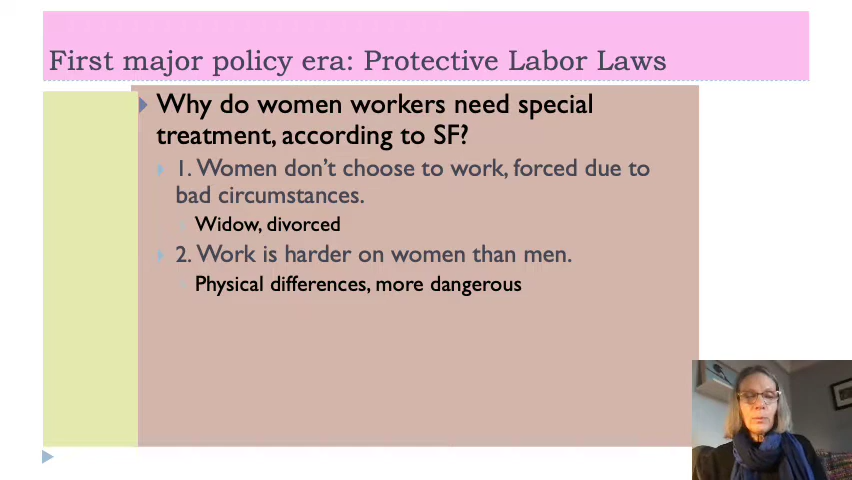 First major policy era: Protective Labor Laws
Why do women workers need special
treatment, according to SF?
1. Women don't choose to work, forced due to
bad circumstances.
Widow, divorced
2. Work is harder on women than men.
Physical differences, more dangerous